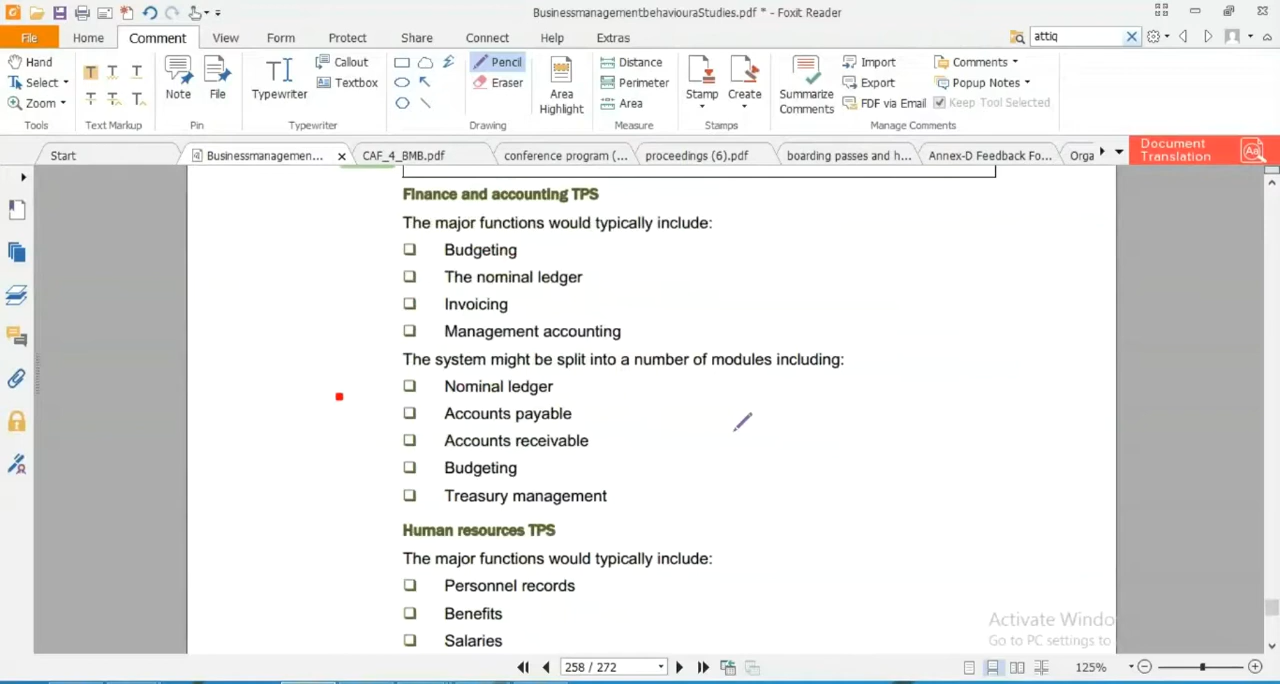 BusinessmanagementbehaviouraStudies.pdf * - Foxit Reader
File Home Comment View Form Protect Share Connect Help Extras attiq
Hand Select Zoom Tools
Text Markup
Note File Pin
Typewriter Callout Textbox Typewriter
Pencil Eraser Drawing
Area Highlight Distance Perimeter Area Measure
Stamp Create Stamps
Summarize Comments Import Export FDF via Email Comments Popup Notes Keep Tool Selected Manage Comments
Start Businessmanagemen... CAF_4_BMB.pdf conference program (... proceedings (6).pdf boarding passes and h... Annex-D Feedback Fo... Orga Document Translation
Finance and accounting TPS
The major functions would typically include:
❑ Budgeting
❑ The nominal ledger
❑ Invoicing
❑ Management accounting
The system might be split into a number of modules including:
❑ Nominal ledger
❑ Accounts payable
❑ Accounts receivable
❑ Budgeting
❑ Treasury management
Human resources TPS
The major functions would typically include:
❑ Personnel records
❑ Benefits
❑ Salaries
Activate Windo
Go to PC settings to
258 / 272 125%